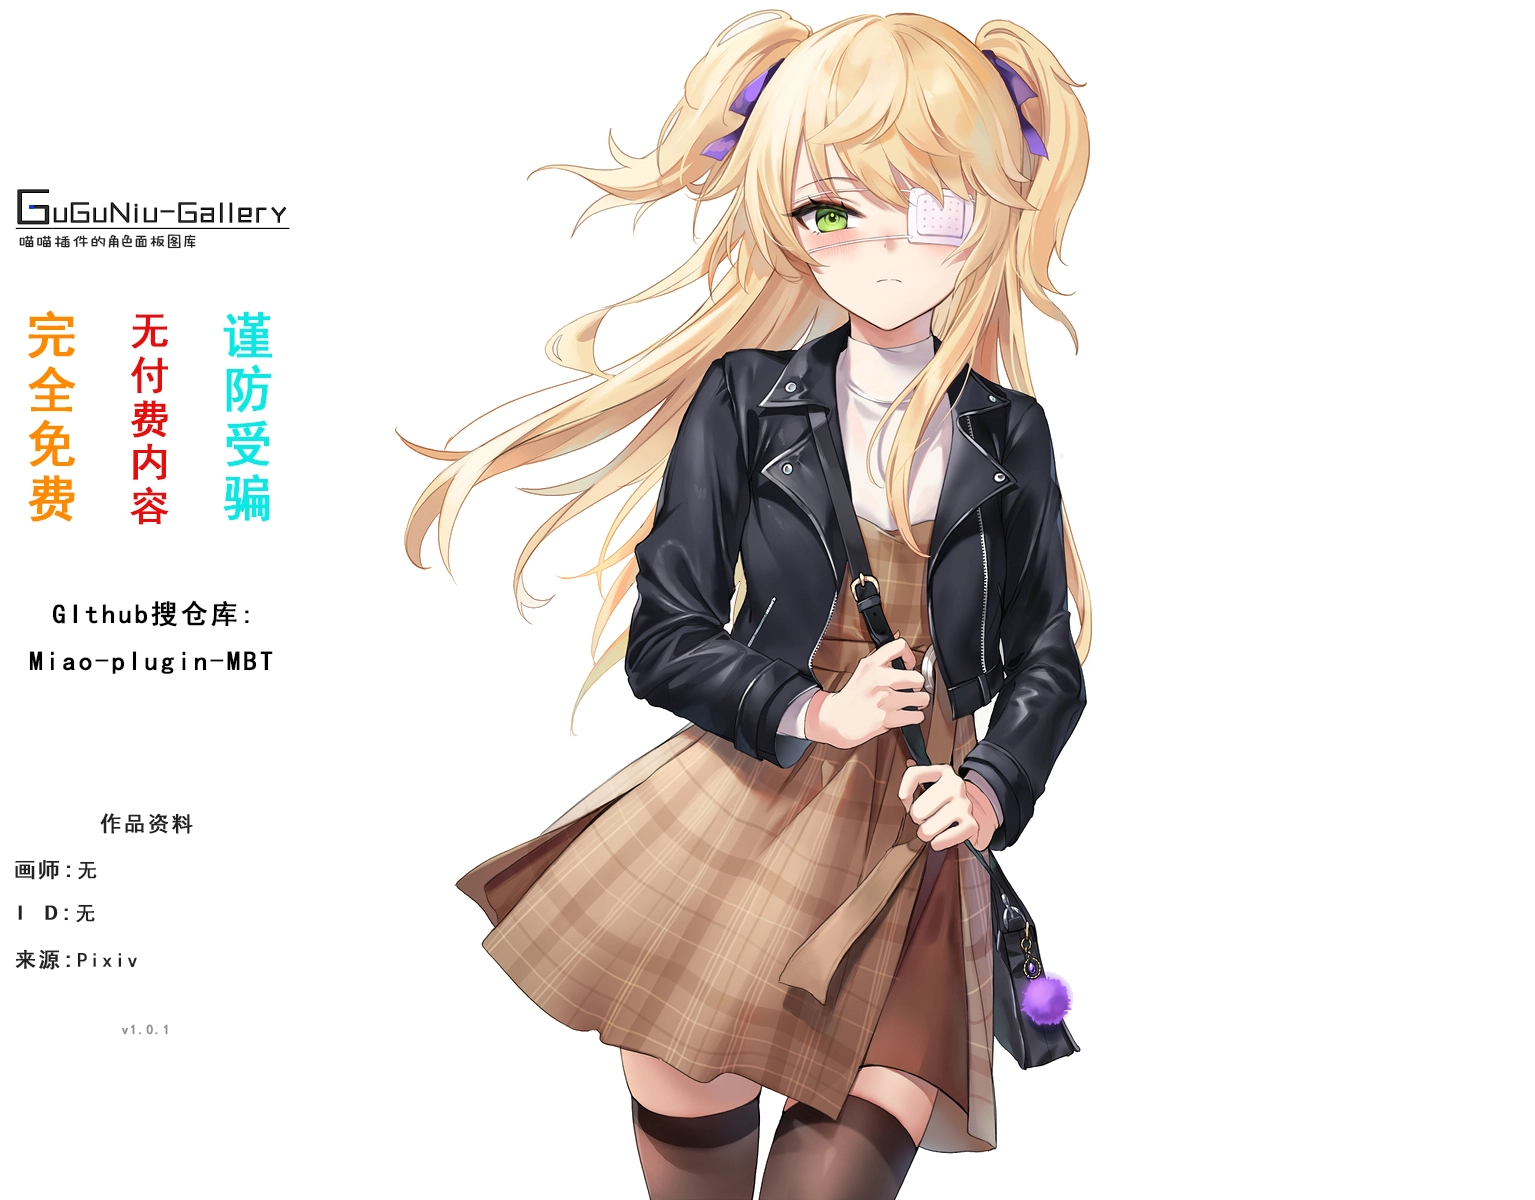 GuGuNiu-Gallery
喵喵插件的角色面板图库
完全免费
无付费内容
谨防受骗
GIthub搜仓库:
Miao-plugin-MBT
作品资料
画师:无
I D:无
来源:Pixiv
v1.0.1